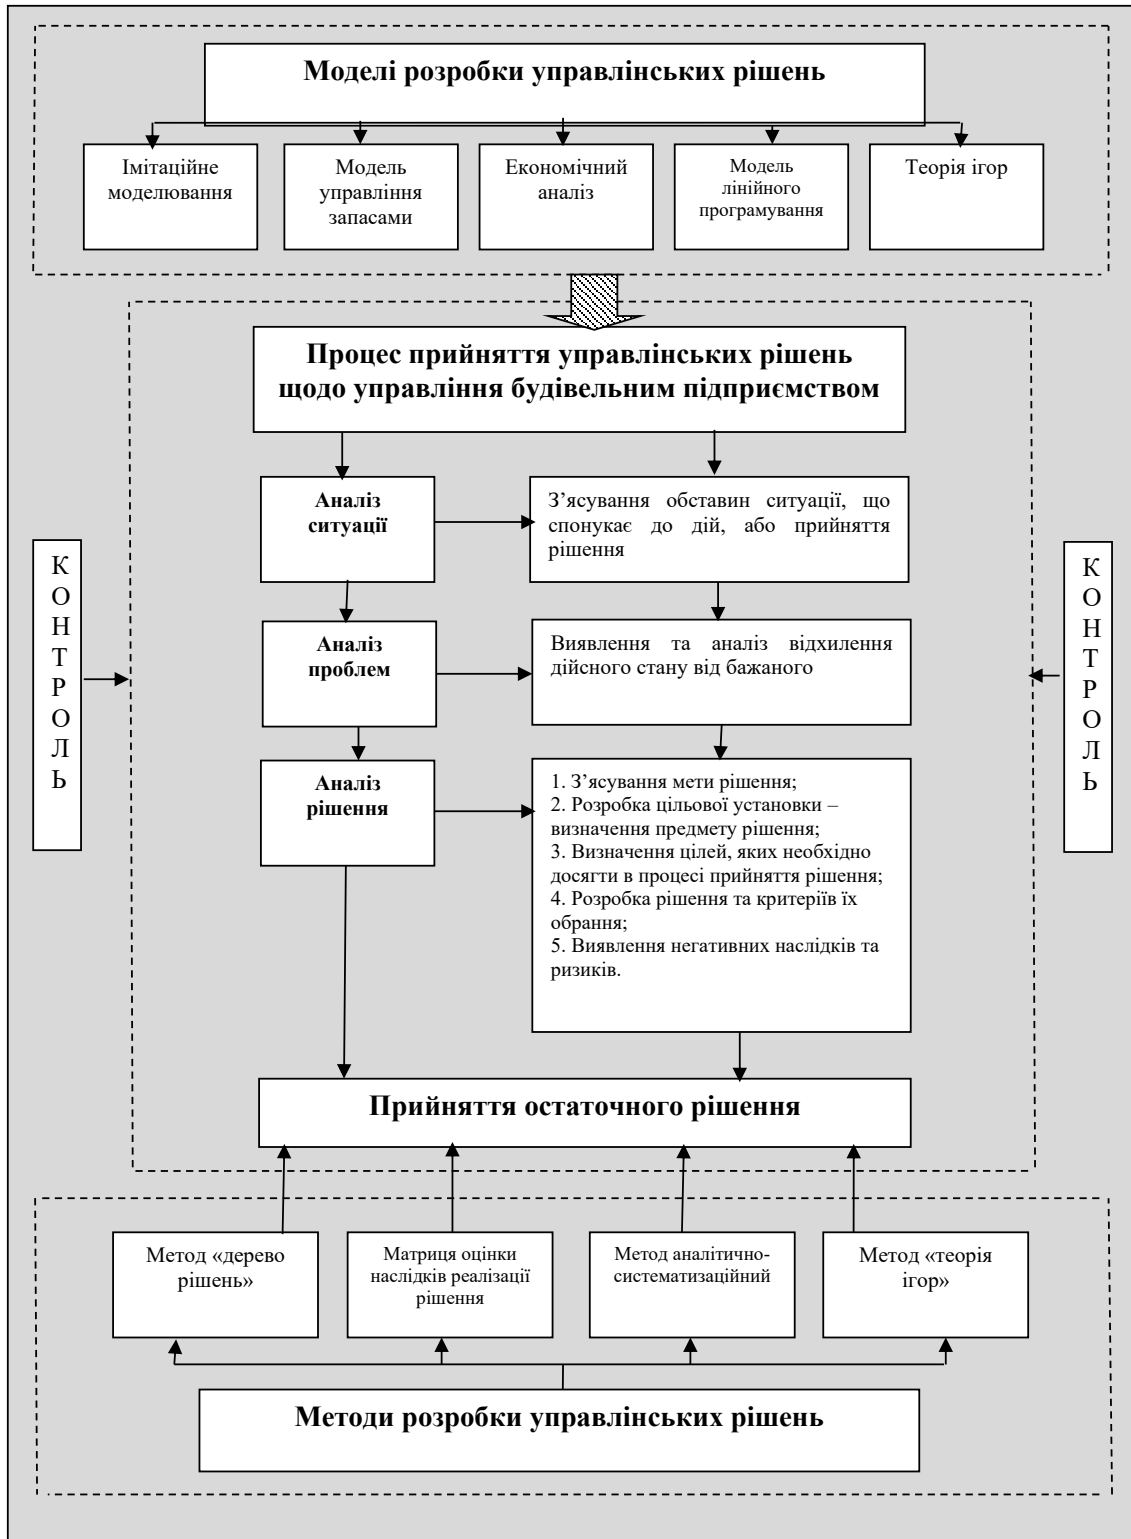 Моделі розробки управлінських рішень
Імітаційне
моделювання
Модель
управління
запасами
Економічний
аналіз
Модель
лінійного
програмування
Теорія ігор
Процес прийняття управлінських рішень
щодо управління будівельним підприємством
Аналіз
ситуації
З’ясування обставин ситуації, що
спонукає до дій, або прийняття
рішення
К
О
Н
Т
Р
О
Л
Ь
К
О
Н
Т
Р
О
Л
Ь
Аналіз
проблем
Виявлення та аналіз відхилення
дійсного стану від бажаного
Аналіз
рішення
1. З’ясування мети рішення;
2. Розробка цільової установки –
визначення предмету рішення;
3. Визначення цілей, яких необхідно
досягти в процесі прийняття рішення;
4. Розробка рішення та критеріїв їх
обрання;
5. Виявлення негативних наслідків та
ризиків.
Прийняття остаточного рішення
Метод «дерево
рішень»
Матриця оцінки
наслідків реалізації
рішення
Метод аналітично-
систематизаційний
Метод «теорія
ігор»
Методи розробки управлінських рішень